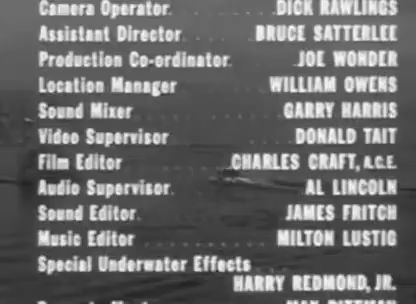 Camera Operator. DICK RAWLINGS
Assistant Director . . . . . BRUCE SATTERLEE
Production Co-ordinator. . . . JOE WONDER
Location Manager . . . . . . WILLIAM OWENS
Sound Mixer . . . . . . . . GARRY HARRIS
Video Supervisor . . . . . . DONALD TAIT
Film Editor . . . . . CHARLES CRAFT, A.C.E.
Audio Supervisor. . . . . . . AL LINCOLN
Sound Editor. . . . . . . . JAMES FRITCH
Music Editor . . . . . . . . MILTON LUSTIG
Special Underwater Effects
HARRY REDMOND, JR.